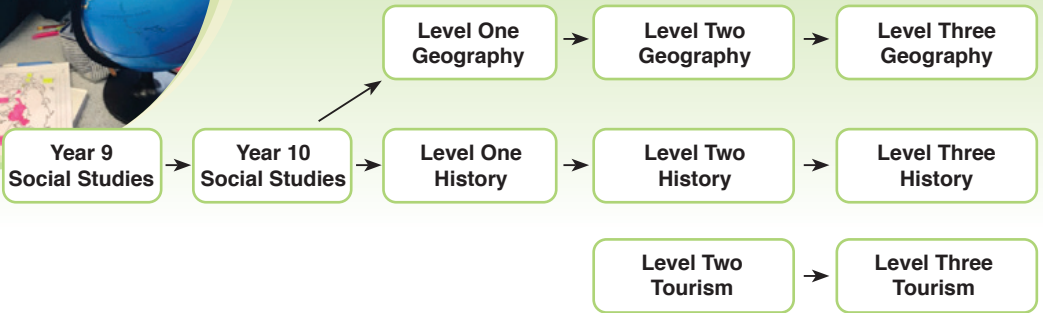 Level One
Geography
Level Two
Geography
Level Three
Geography
Year 9
Social Studies
Year 10
Social Studies
Level One
History
Level Two
History
Level Three
History
Level Two
Tourism
Level Three
Tourism